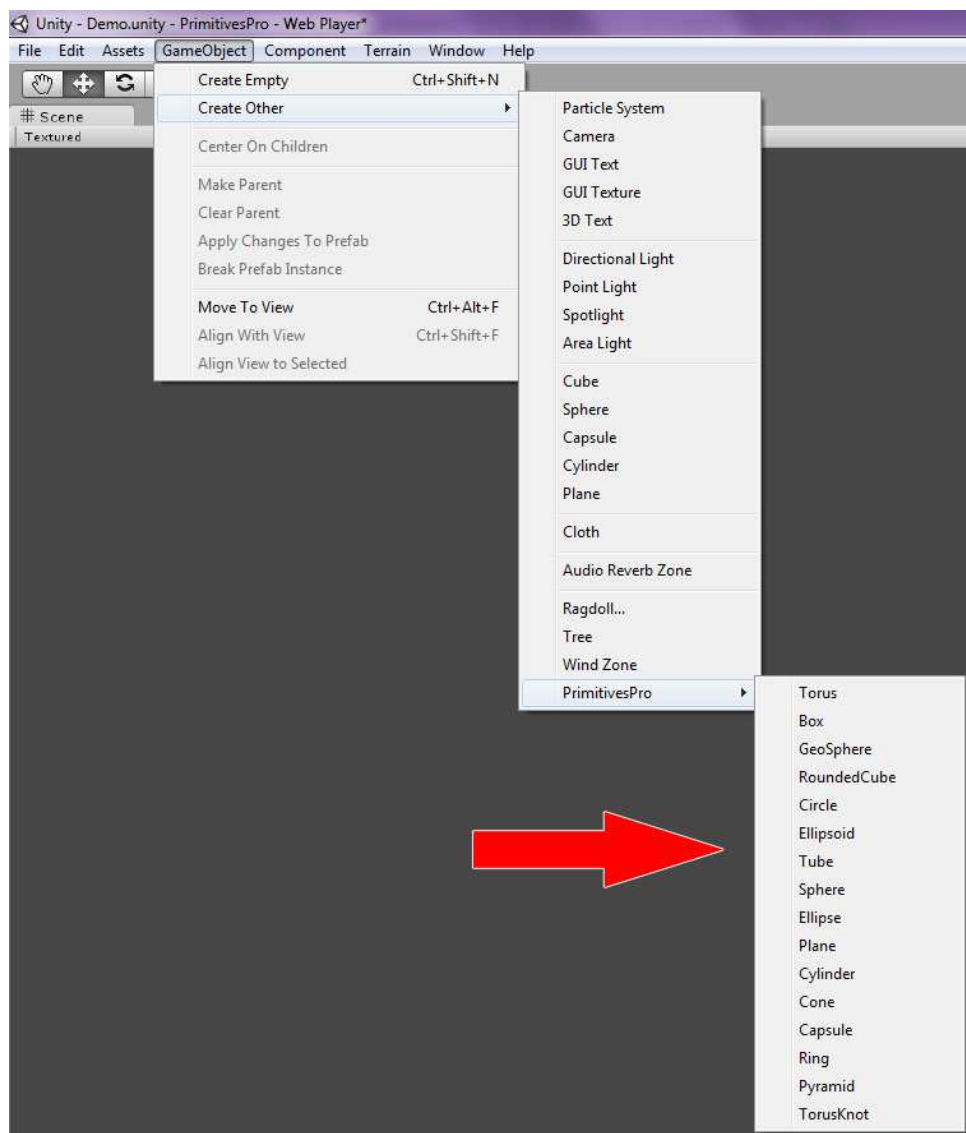 Unity - Demo.unity - PrimitivesPro - Web Player*
File Edit Assets GameObject Component Terrain Window Help
# Scene
Textured
Create Empty Ctrl+Shift+N
Create Other
Center On Children
Make Parent
Clear Parent
Apply Changes To Prefab
Break Prefab Instance
Move To View Ctrl+Alt+F
Align With View Ctrl+Shift+F
Align View to Selected
Particle System
Camera
GUI Text
GUI Texture
3D Text
Directional Light
Point Light
Spotlight
Area Light
Cube
Sphere
Capsule
Cylinder
Plane
Cloth
Audio Reverb Zone
Ragdoll...
Tree
Wind Zone
PrimitivesPro
Torus
Box
GeoSphere
RoundedCube
Circle
Ellipsoid
Tube
Sphere
Ellipse
Plane
Cylinder
Cone
Capsule
Ring
Pyramid
TorusKnot